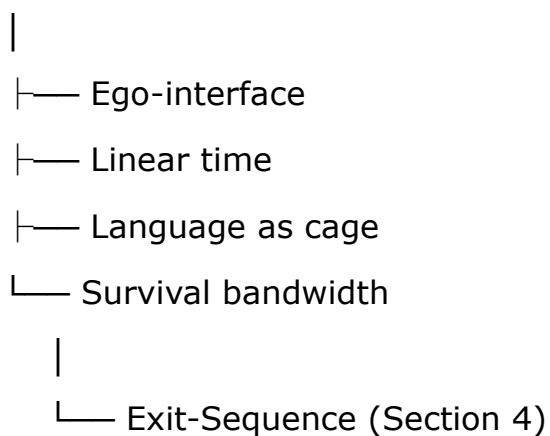 │
├── Ego-interface
├── Linear time
├── Language as cage
└── Survival bandwidth
│
└── Exit-Sequence (Section 4)